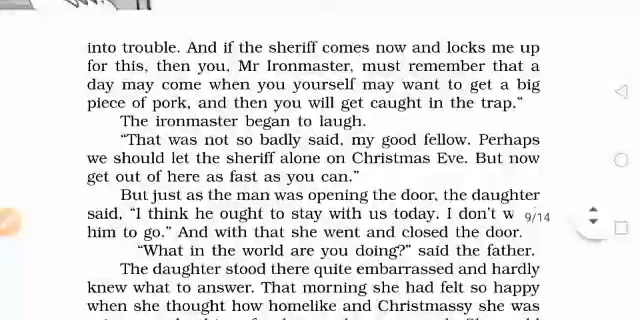 into trouble. And if the sheriff comes now and locks me up
for this, then you, Mr Ironmaster, must remember that a
day may come when you yourself may want to get a big
piece of pork, and then you will get caught in the trap."
The ironmaster began to laugh.
"That was not so badly said, my good fellow. Perhaps
we should let the sheriff alone on Christmas Eve. But now
get out of here as fast as you can."
But just as the man was opening the door, the daughter
said, "I think he ought to stay with us today. I don't w
9/14
him to go." And with that she went and closed the door.
"What in the world are you doing?" said the father.
The daughter stood there quite embarrassed and hardly
knew what to answer. That morning she had felt so happy
when she thought how homelike and Christmassy she was